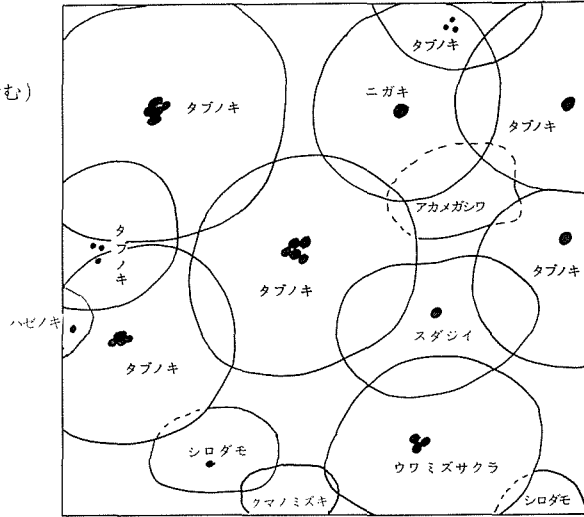 む)
タブノキ
ニガキ
タブノキ
タブノキ
アカメガシワ
タブノキ
タブノキ
タブノキ
ハゼノキ
スダジイ
タブノキ
シロダモ
ウワミズサクラ
クマノミズキ
シロダモ